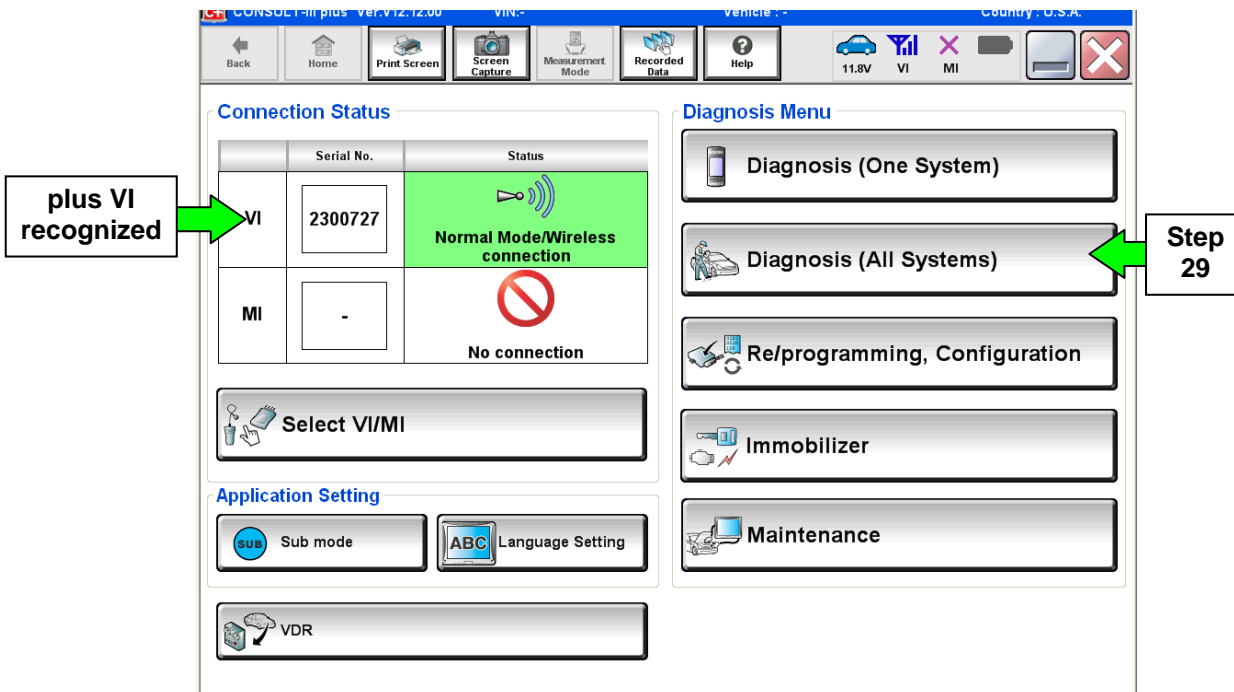 CONSULT-III plus Ver.V12.12.00 VIN:- Vehicle : - Country : U.S.A.
Back
Home
Print Screen
Screen
Capture
Measurement
Mode
Recorded
Data
Help
11.8V
VI
MI
Connection Status
Serial No.
Status
plus VI
recognized
VI
2300727
Normal Mode/Wireless
connection
MI
-
No connection
Select VI/MI
Application Setting
SUB
Sub mode
ABC
Language Setting
VDR
Diagnosis Menu
Diagnosis (One System)
Diagnosis (All Systems)
Step
29
Re/programming, Configuration
Immobilizer
Maintenance